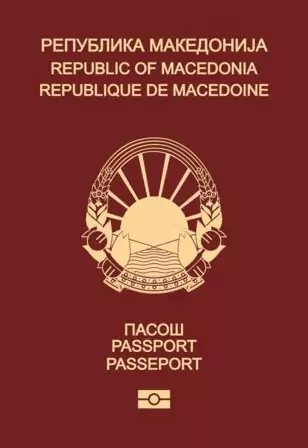 РЕПУБЛИКА МАКЕДОНИЈА
REPUBLIC OF MACEDONIA
REPUBLIQUE DE MACEDOINE
ПАСОШ
PASSPORT
PASSEPORT